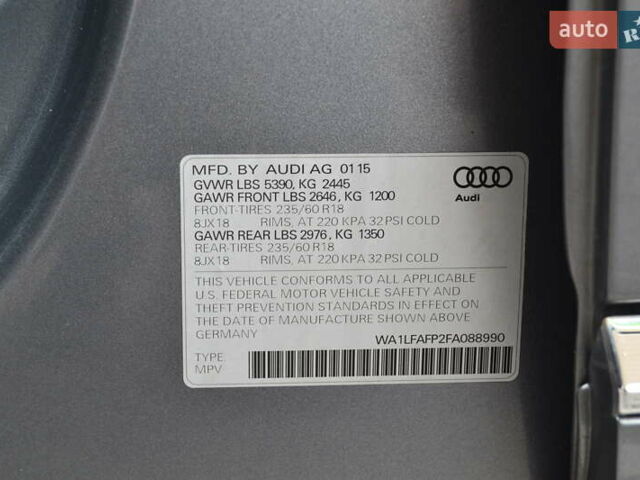 auto
R
MFD. BY AUDI AG 01 15
GVWR LBS 5390, KG 2445
GAWR FRONT LBS 2646, KG 1200
FRONT-TIRES 235/60 R18
8JX18 RIMS, AT 220 KPA 32 PSI COLD
GAWR REAR LBS 2976, KG 1350
REAR-TIRES 235/60 R18
8JX18 RIMS, AT 220 KPA 32 PSI COLD
Audi
THIS VEHICLE CONFORMS TO ALL APPLICABLE
U.S. FEDERAL MOTOR VEHICLE SAFETY AND
THEFT PREVENTION STANDARDS IN EFFECT ON
THE DATE OF MANUFACTURE SHOWN ABOVE
GERMANY
WA1LFAFP2FA088990
TYPE:
MPV